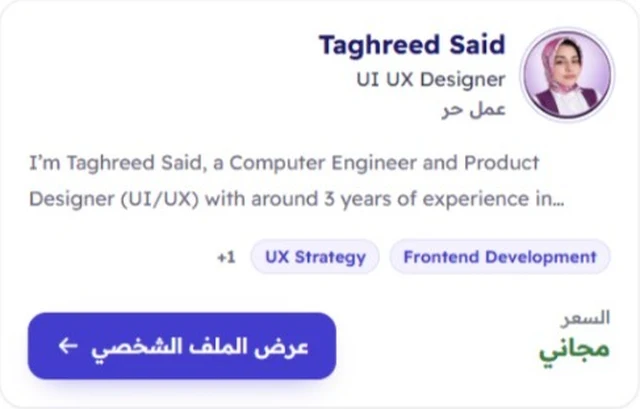 Taghreed Said
UI UX Designer
عمل حر
I'm Taghreed Said, a Computer Engineer and Product
Designer (UI/UX) with around 3 years of experience in...
Frontend Development
UX Strategy
+1
السعر
مجاني
عرض الملف الشخصي ←